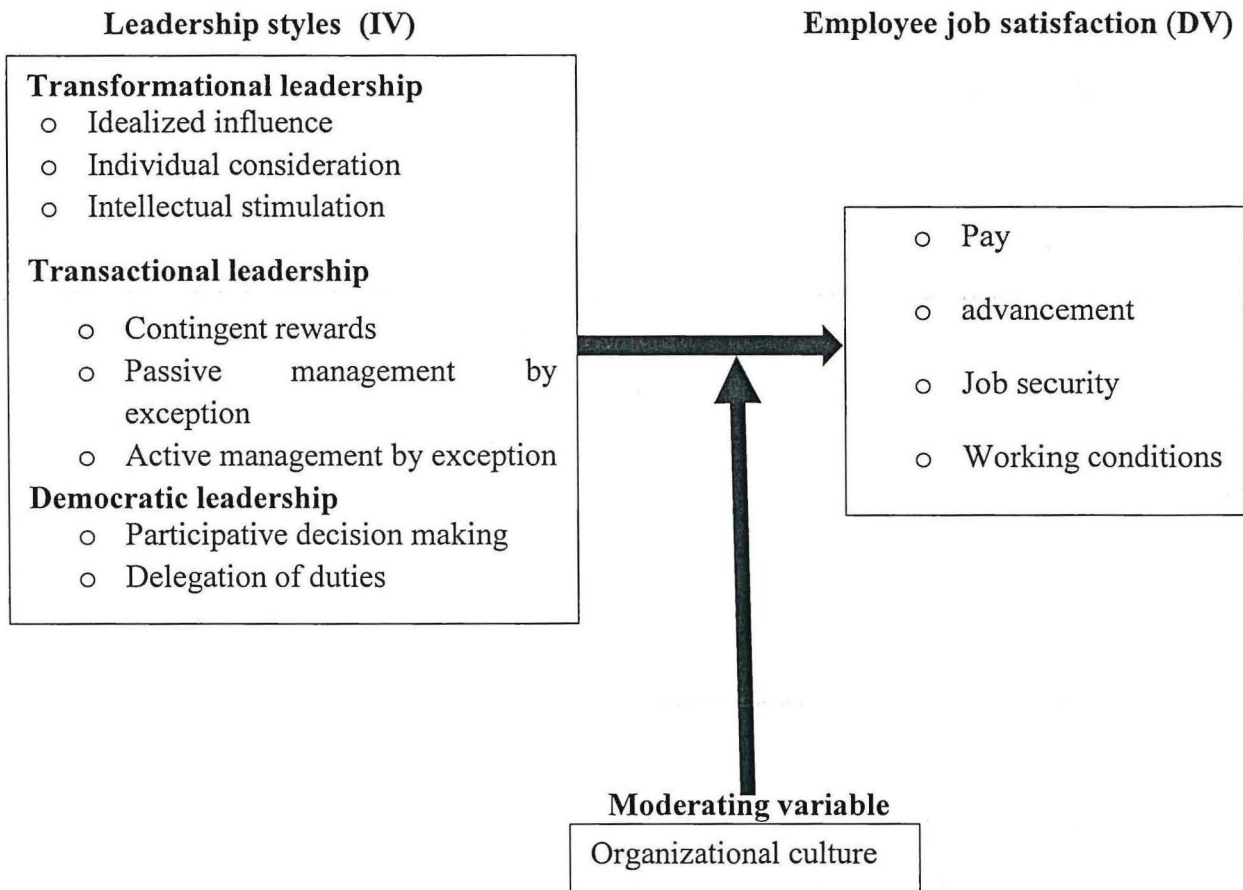 Leadership styles (IV)
Employee job satisfaction (DV)
Transformational leadership
o Idealized influence
o Individual consideration
o Intellectual stimulation
Transactional leadership
o Contingent rewards
o Passive management by
exception
o Active management by exception
Democratic leadership
o Participative decision making
o Delegation of duties
o Pay
o advancement
o Job security
o Working conditions
Moderating variable
Organizational culture